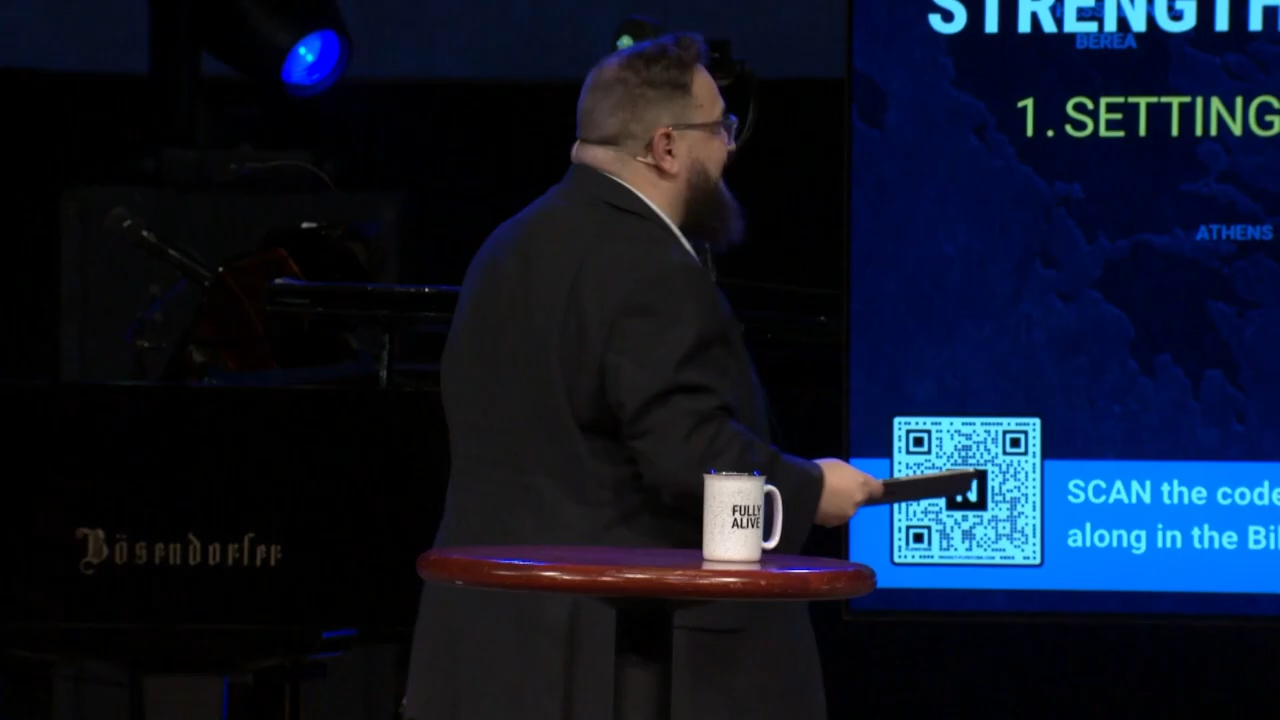 STRENGTH
BEREA
1. SETTING
ATHENS
SCAN the code
along in the Bi
FULLY
ALIVE
Bösendorfer